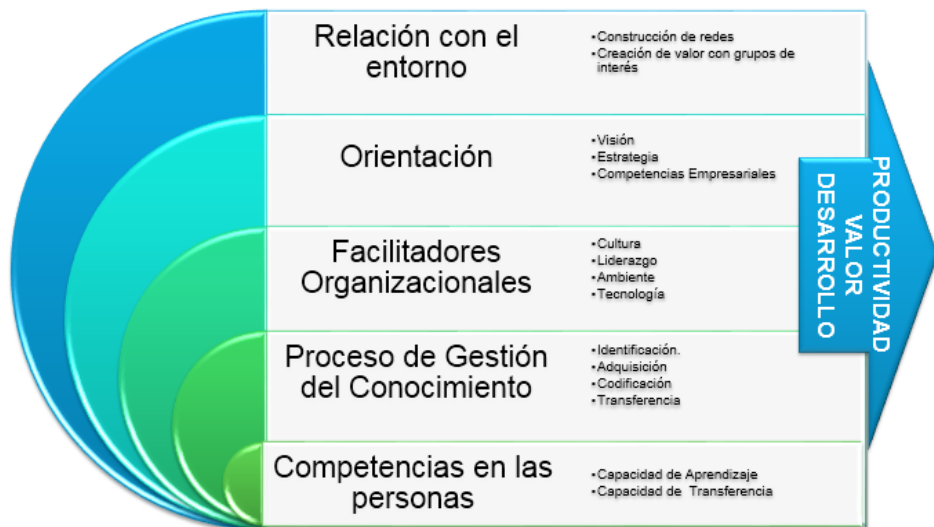 Relación con el
entorno
•Construcción de redes
•Creación de valor con grupos de
interés
Orientación
•Visión
•Estrategia
•Competencias Empresariales
Facilitadores
Organizacionales
•Cultura
•Liderazgo
•Ambiente
•Tecnología
Proceso de Gestión
del Conocimiento
•Identificación.
•Adquisición
•Codificación
•Transferencia
Competencias en las
personas
•Capacidad de Aprendizaje
•Capacidad de Transferencia
PRODUCTIVIDAD
VALOR
DESARROLLO